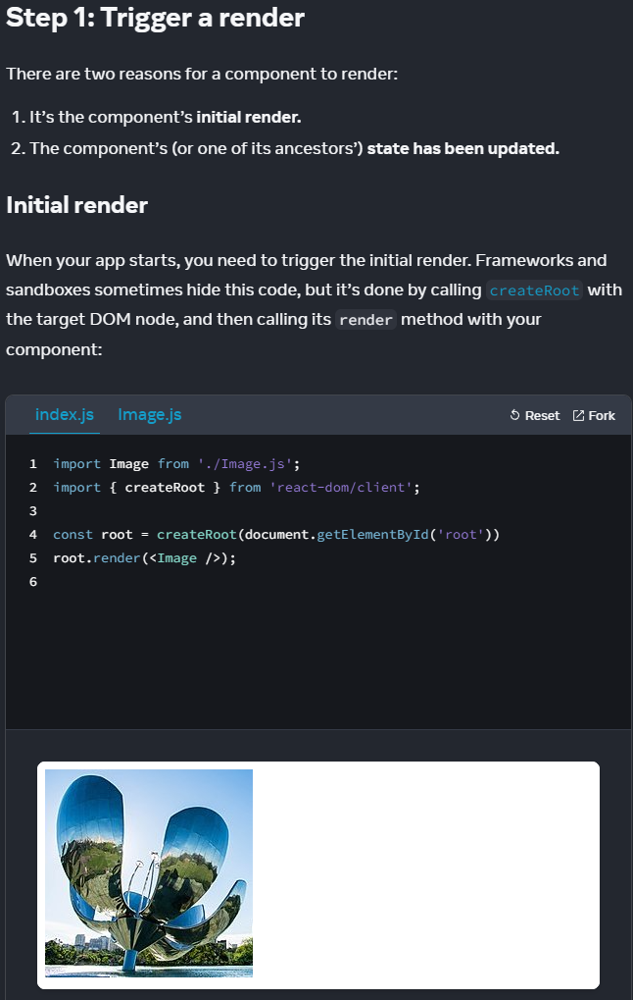 Step 1: Trigger a render
There are two reasons for a component to render:
1. It’s the component’s initial render.
2. The component’s (or one of its ancestors’) state has been updated.
Initial render
When your app starts, you need to trigger the initial render. Frameworks and
sandboxes sometimes hide this code, but it’s done by calling createRoot with
the target DOM node, and then calling its render method with your
component:
index.js Image.js Reset Fork
1 import Image from './Image.js';
2 import { createRoot } from 'react-dom/client';
3
4 const root = createRoot(document.getElementById('root'))
5 root.render(<Image />);
6